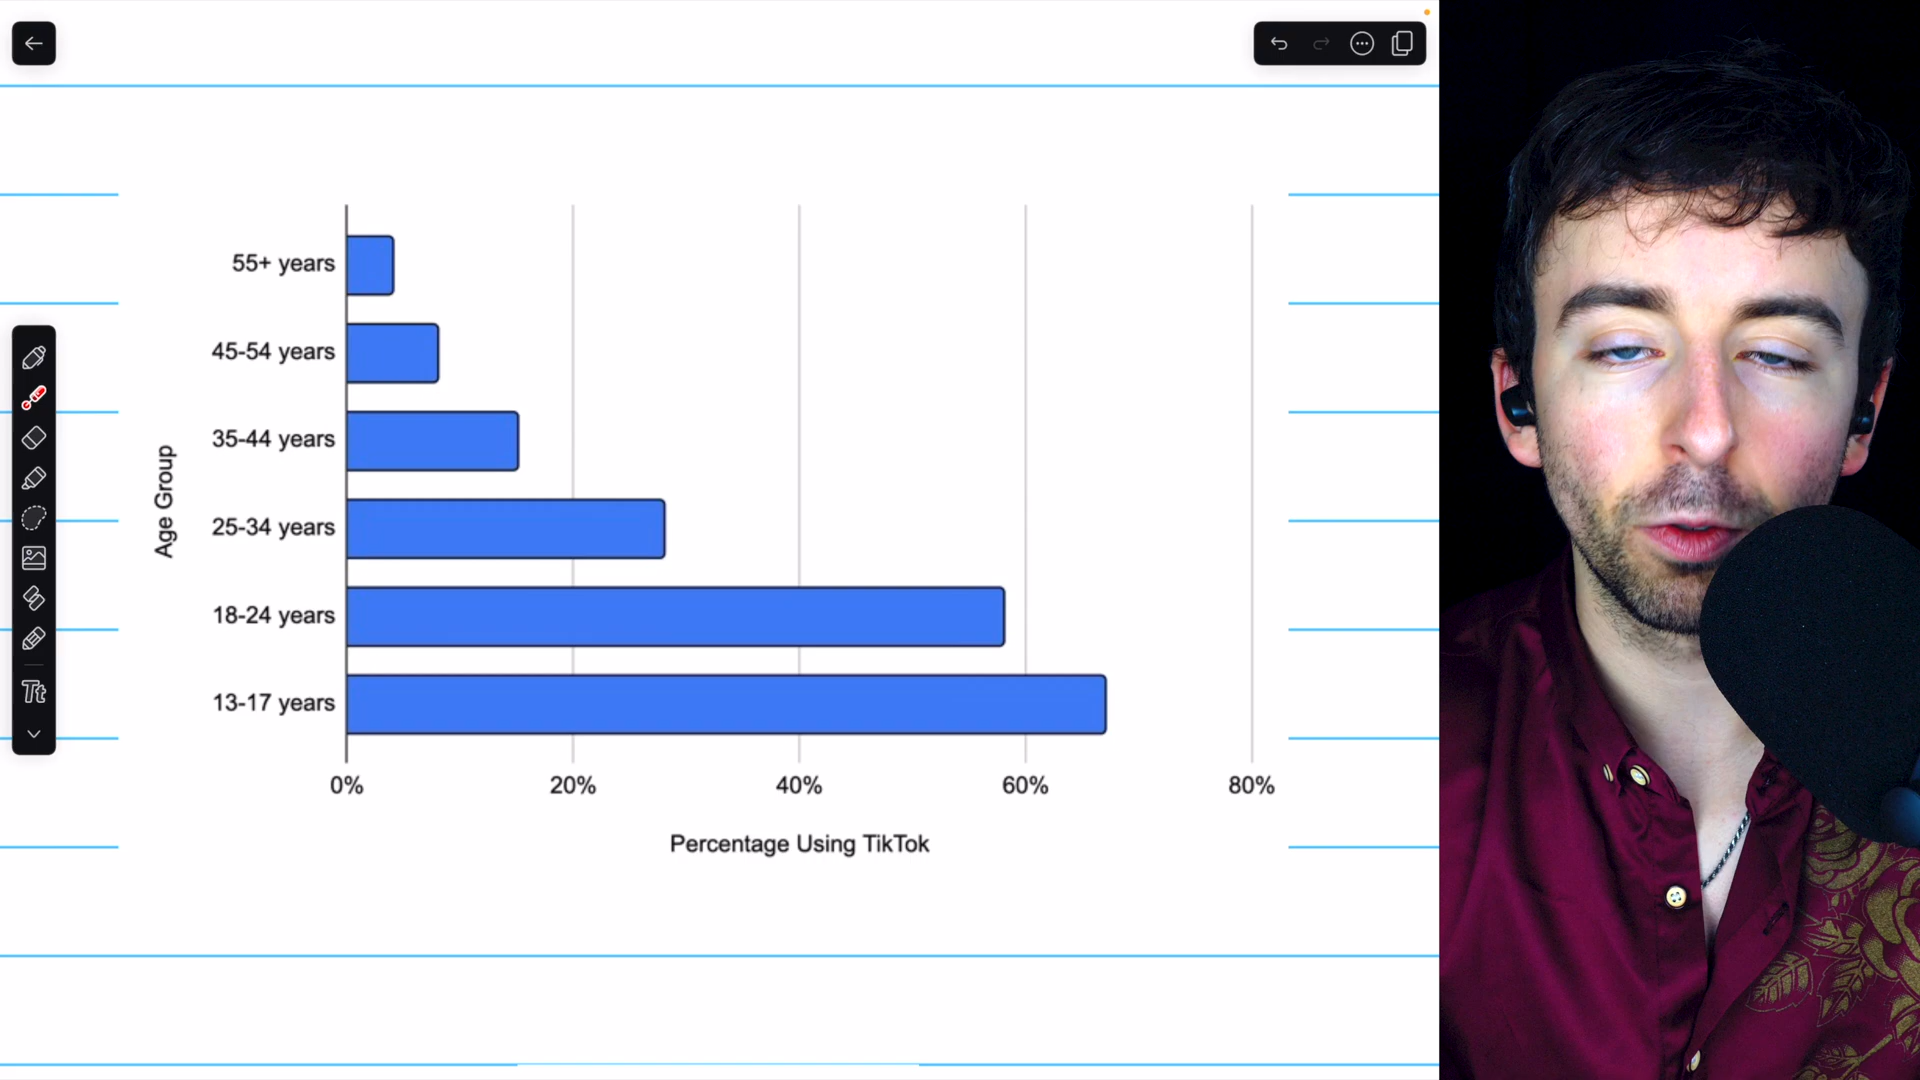 55+ years
45-54 years
35-44 years
25-34 years
18-24 years
13-17 years
Age Group
0% 20% 40% 60% 80%
Percentage Using TikTok
Tt